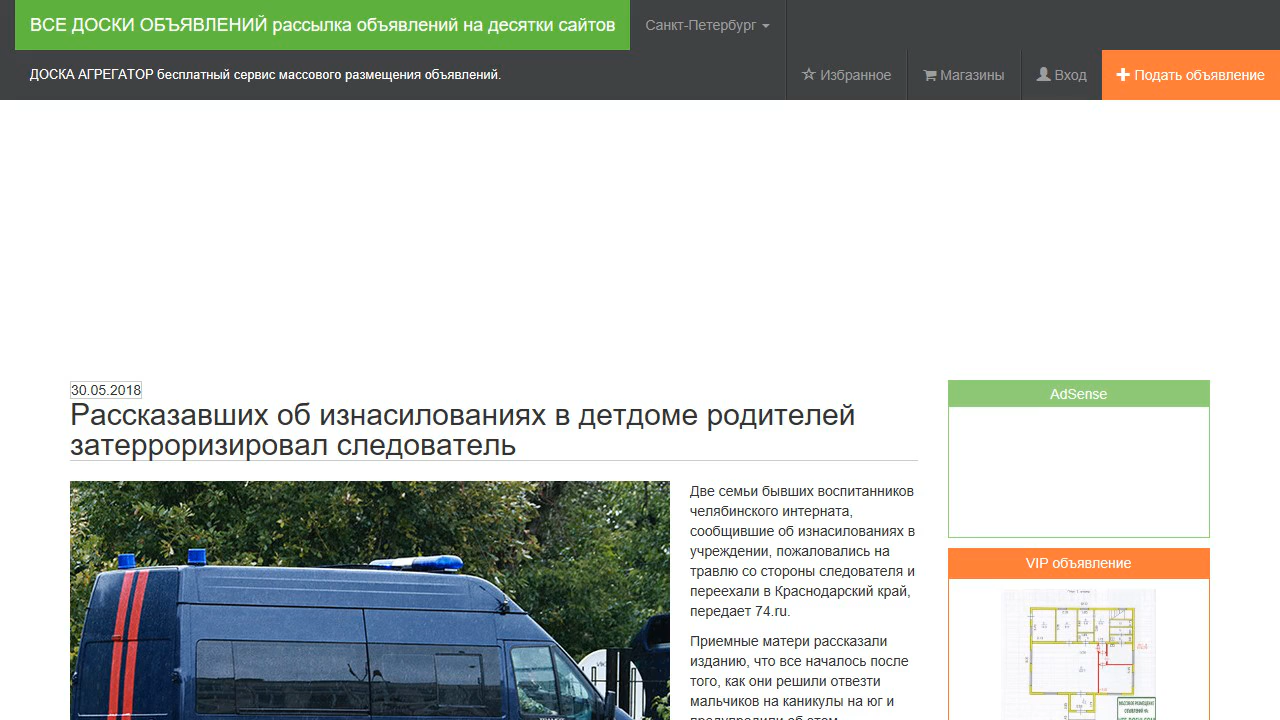 ВСЕ ДОСКИ ОБЪЯВЛЕНИЙ рассылка объявлений на десятки сайтов
Санкт-Петербург
ДОСКА АГРЕГАТОР бесплатный сервис массового размещения объявлений.
Избранное
Магазины
Вход
Подать объявление
30.05.2018
Рассказавших об изнасилованиях в детдоме родителей
затерроризировал следователь
Две семьи бывших воспитанников
челябинского интерната,
сообщившие об изнасилованиях в
учреждении, пожаловались на
травлю со стороны следователя и
переехали в Краснодарский край,
передает 74.ru.
Приемные матери рассказали
изданию, что все началось после
того, как они решили отвезти
мальчиков на каникулы на юг и
предупредили об этом
AdSense
VIP объявление